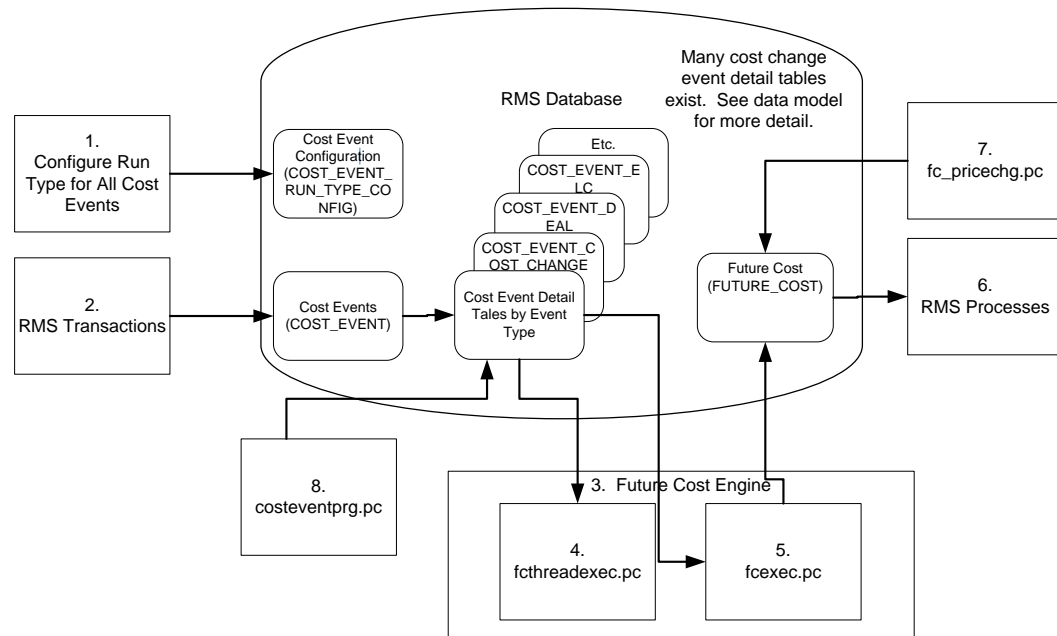 Many cost change
event detail tables
exist. See data model
for more detail.
RMS Database
1.
Configure Run
Type for All Cost
Events
Cost Event
Configuration
(COST_EVENT_
RUN_TYPE_CO
NFIG)
Etc.
COST_EVENT_E
LC
COST_EVENT_D
EAL
COST_EVENT_C
OST_CHANGE
Cost Event Detail
Tales by Event
Type
7.
fc_pricechg.pc
2.
RMS Transactions
Cost Events
(COST_EVENT)
Future Cost
(FUTURE_COST)
6.
RMS Processes
8.
costeventprg.pc
3. Future Cost Engine
4.
fcthreadexec.pc
5.
fcexec.pc